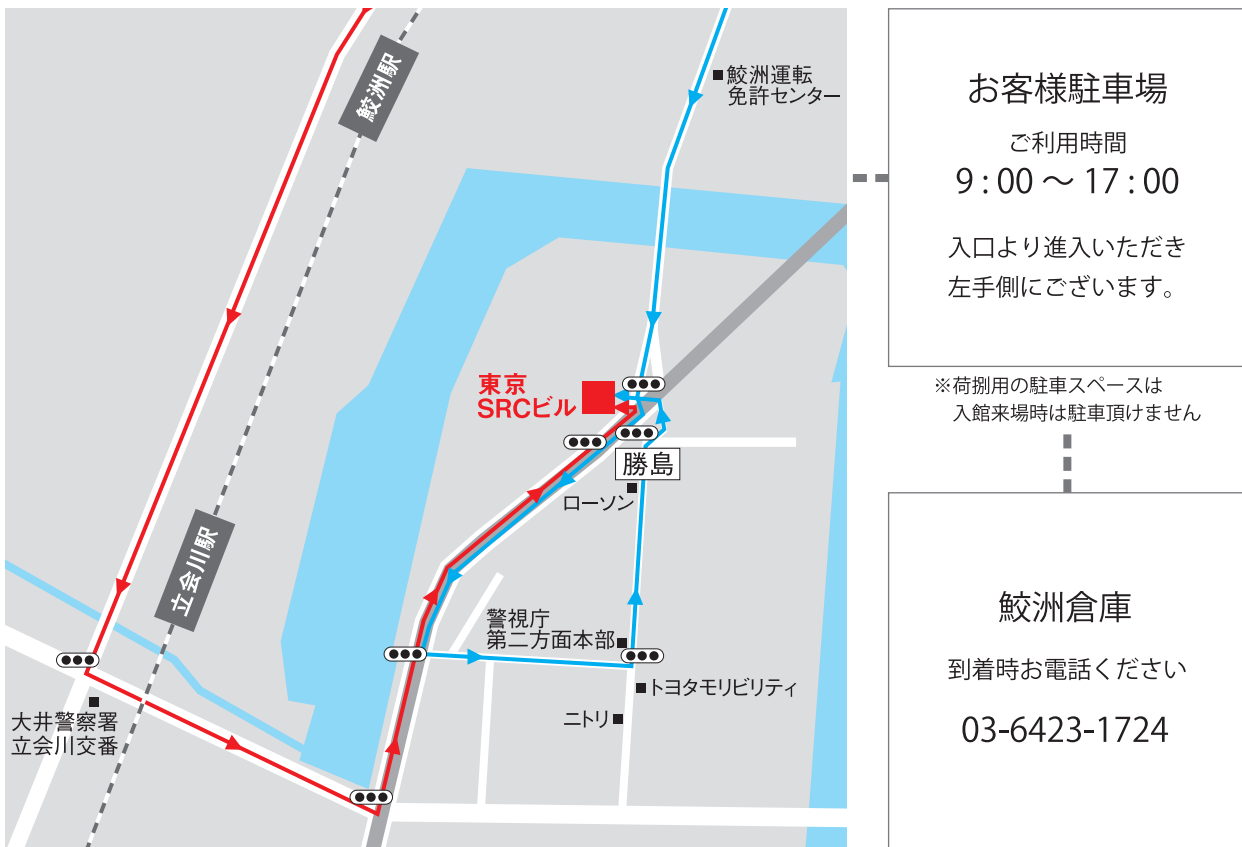 鮫洲駅
鮫洲運転
免許センター
東京
SRCビル
勝島
ローソン
立会川駅
警視庁
第二方面本部
トヨタモリビリティ
ニトリ
大井警察署
立会川交番
お客様駐車場
ご利用時間
9:00 ～ 17:00
入口より進入いただき
左手側にございます。
※荷捌用の駐車スペースは
入館来場時は駐車頂けません
鮫洲倉庫
到着時お電話ください
03-6423-1724